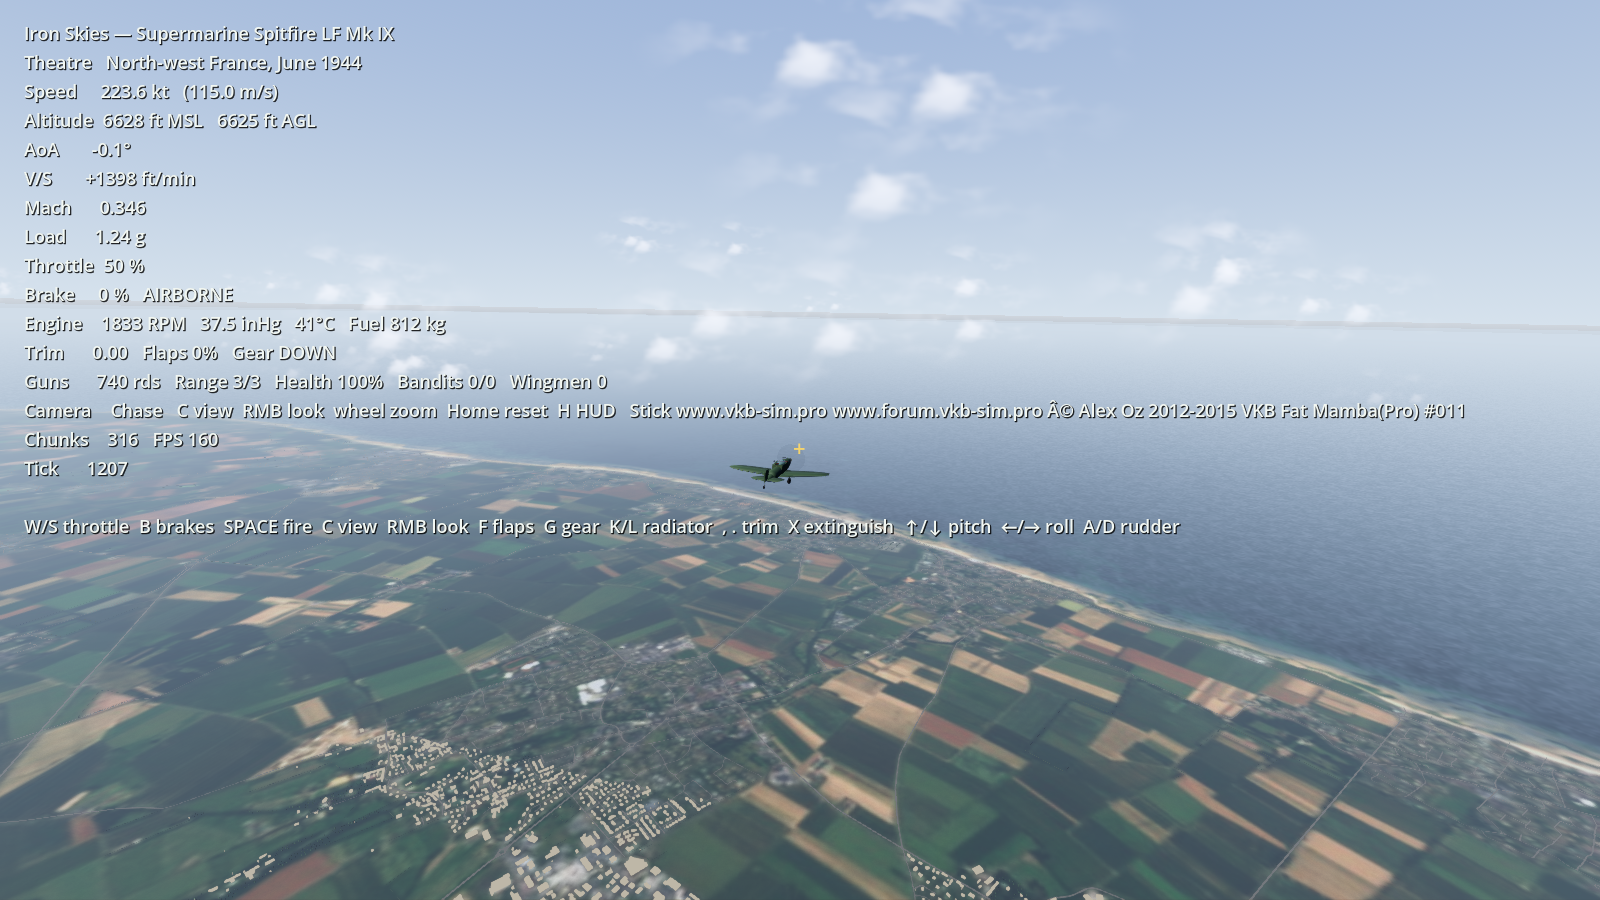 Iron Skies — Supermarine Spitfire LF Mk IX
Theatre North-west France, June 1944
Speed 223.6 kt (115.0 m/s)
Altitude 6628 ft MSL 6625 ft AGL
AoA -0.1°
V/S +1398 ft/min
Mach 0.346
Load 1.24 g
Throttle 50 %
Brake 0 % AIRBORNE
Engine 1833 RPM 37.5 inHg 41°C Fuel 812 kg
Trim 0.00 Flaps 0% Gear DOWN
Guns 740 rds Range 3/3 Health 100% Bandits 0/0 Wingmen 0
Camera Chase C view RMB look wheel zoom Home reset H HUD Stick www.vkb-sim.pro www.forum.vkb-sim.pro Â© Alex Oz 2012-2015 VKB Fat Mamba(Pro) #011
Chunks 316 FPS 160
Tick 1207
W/S throttle B brakes SPACE fire C view RMB look F flaps G gear K/L radiator , . trim X extinguish ↑/↓ pitch ←/→ roll A/D rudder